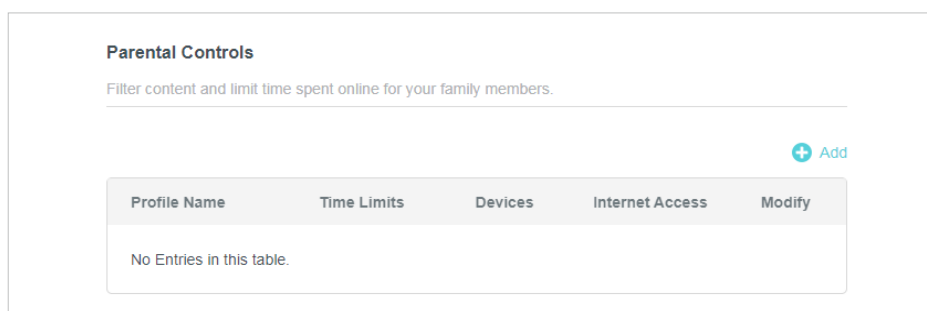 Parental Controls
Filter content and limit time spent online for your family members.
Add
Profile Name Time Limits Devices Internet Access Modify
No Entries in this table.